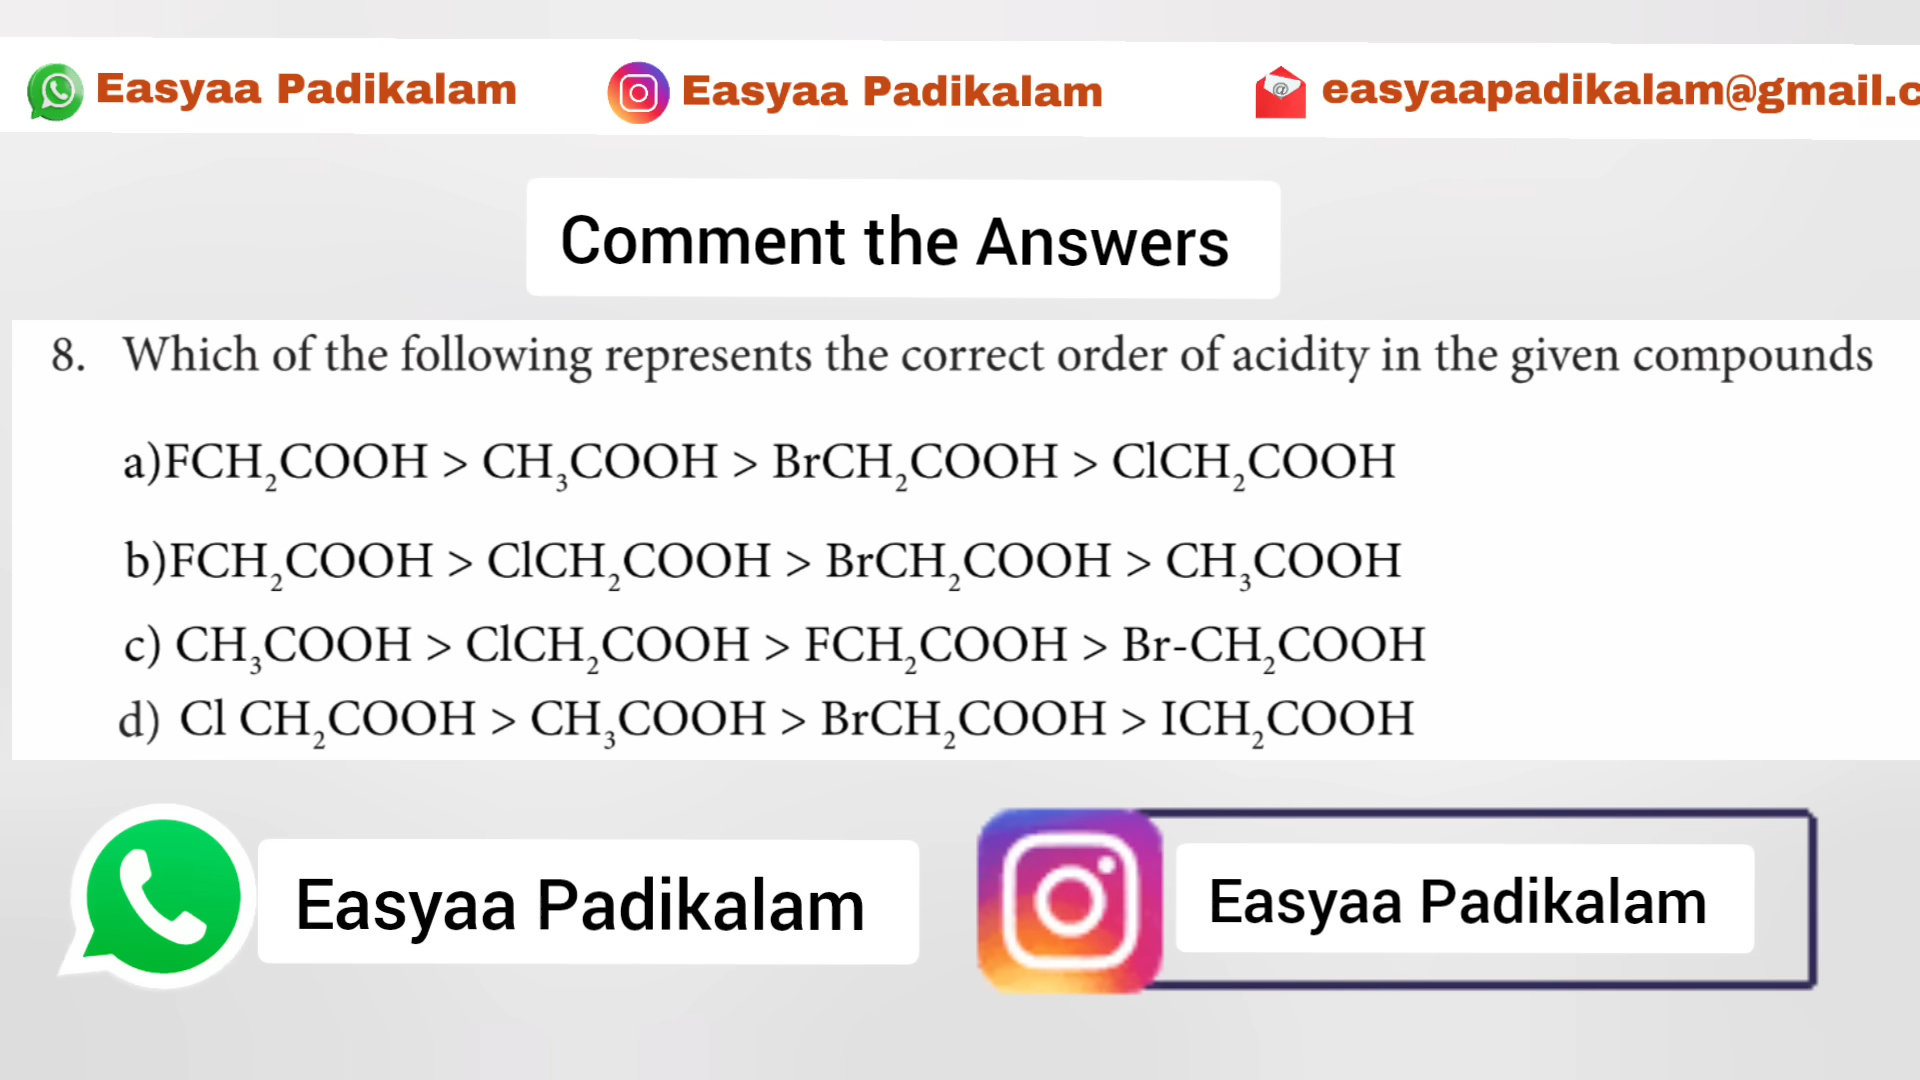 Easyaa Padikalam Easyaa Padikalam easyaapadikalam@gmail.c
Comment the Answers
8. Which of the following represents the correct order of acidity in the given compounds
a)FCH₂COOH > CH₃COOH > BrCH₂COOH > ClCH₂COOH
b)FCH₂COOH > ClCH₂COOH > BrCH₂COOH > CH₃COOH
c) CH₃COOH > ClCH₂COOH > FCH₂COOH > Br-CH₂COOH
d) Cl CH₂COOH > CH₃COOH > BrCH₂COOH > ICH₂COOH
Easyaa Padikalam Easyaa Padikalam